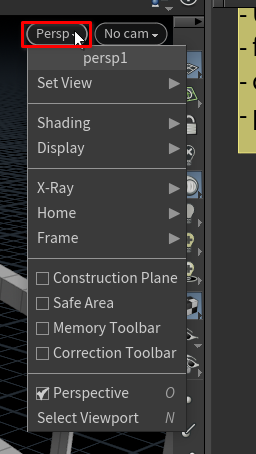 Persp
No cam
persp1
Set View
Shading
Display
X-Ray
Home
Frame
Construction Plane
Safe Area
Memory Toolbar
Correction Toolbar
Perspective O
Select Viewport N